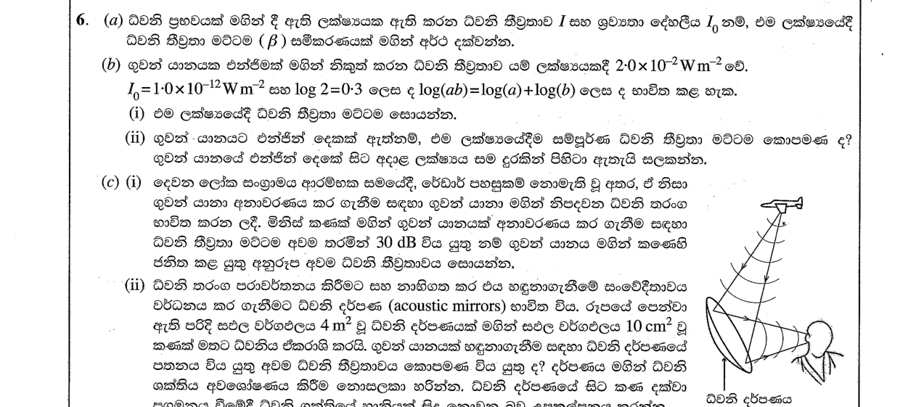 6. (a) ධ්වනි ප්‍රභවයක් මගින් දී ඇති ලක්ෂ්‍යයක ඇති කරන ධ්වනි තීව්‍රතාව I සහ ශ්‍රව්‍යතා දේහලීය I₀ නම්, එම ලක්ෂ්‍යයේදී
ධ්වනි තීව්‍රතා මට්ටම (β) සමීකරණයක් මගින් අර්ථ දක්වන්න.
(b) ගුවන් යානයක එන්ජිමක් මගින් නිකුත් කරන ධ්වනි තීව්‍රතාව යම් ලක්ෂ්‍යයකදී 2·0×10⁻² W m⁻² වේ.
I₀=1·0×10⁻¹² W m⁻² සහ log 2=0·3 ලෙස ද log(ab)=log(a)+log(b) ලෙස ද භාවිත කළ හැක.
(i) එම ලක්ෂ්‍යයේදී ධ්වනි තීව්‍රතා මට්ටම සොයන්න.
(ii) ගුවන් යානයට එන්ජින් දෙකක් ඇත්නම්, එම ලක්ෂ්‍යයේදීම සම්පූර්ණ ධ්වනි තීව්‍රතා මට්ටම කොපමණ ද?
ගුවන් යානයේ එන්ජින් දෙකේ සිට අදාළ ලක්ෂ්‍යය සම දුරකින් පිහිටා ඇතැයි සලකන්න.
(c) (i) දෙවන ලෝක සංග්‍රාමය ආරම්භක සමයේදී, රේඩාර් පහසුකම් නොමැති වූ අතර, ඒ නිසා
ගුවන් යානා අනාවරණය කර ගැනීම සඳහා ගුවන් යානා මගින් නිපදවන ධ්වනි තරංග
භාවිත කරන ලදී. මිනිස් කණක් මගින් ගුවන් යානයක් අනාවරණය කර ගැනීම සඳහා
ධ්වනි තීව්‍රතා මට්ටම අවම තරමින් 30 dB විය යුතු නම් ගුවන් යානය මගින් කණෙහි
ජනිත කළ යුතු අනුරූප අවම ධ්වනි තීව්‍රතාවය සොයන්න.
(ii) ධ්වනි තරංග පරාවර්තනය කිරීමට සහ නාභිගත කර එය හඳුනාගැනීමේ සංවේදීතාවය
වර්ධනය කර ගැනීමට ධ්වනි දර්පණ (acoustic mirrors) භාවිත විය. රූපයේ පෙන්වා
ඇති පරිදි සඵල වර්ගඵලය 4 m² වූ ධ්වනි දර්පණයක් මගින් සඵල වර්ගඵලය 10 cm² වූ
කණක් මතට ධ්වනිය ඒකරාශි කරයි. ගුවන් යානයක් හඳුනාගැනීම සඳහා ධ්වනි දර්පණයේ
පතනය විය යුතු අවම ධ්වනි තීව්‍රතාවය කොපමණ විය යුතු ද? දර්පණය මගින් ධ්වනි
ශක්තිය අවශෝෂණය කිරීම නොසලකා හරින්න. ධ්වනි දර්පණයේ සිට කණ දක්වා
ධ්වනි දර්පණය